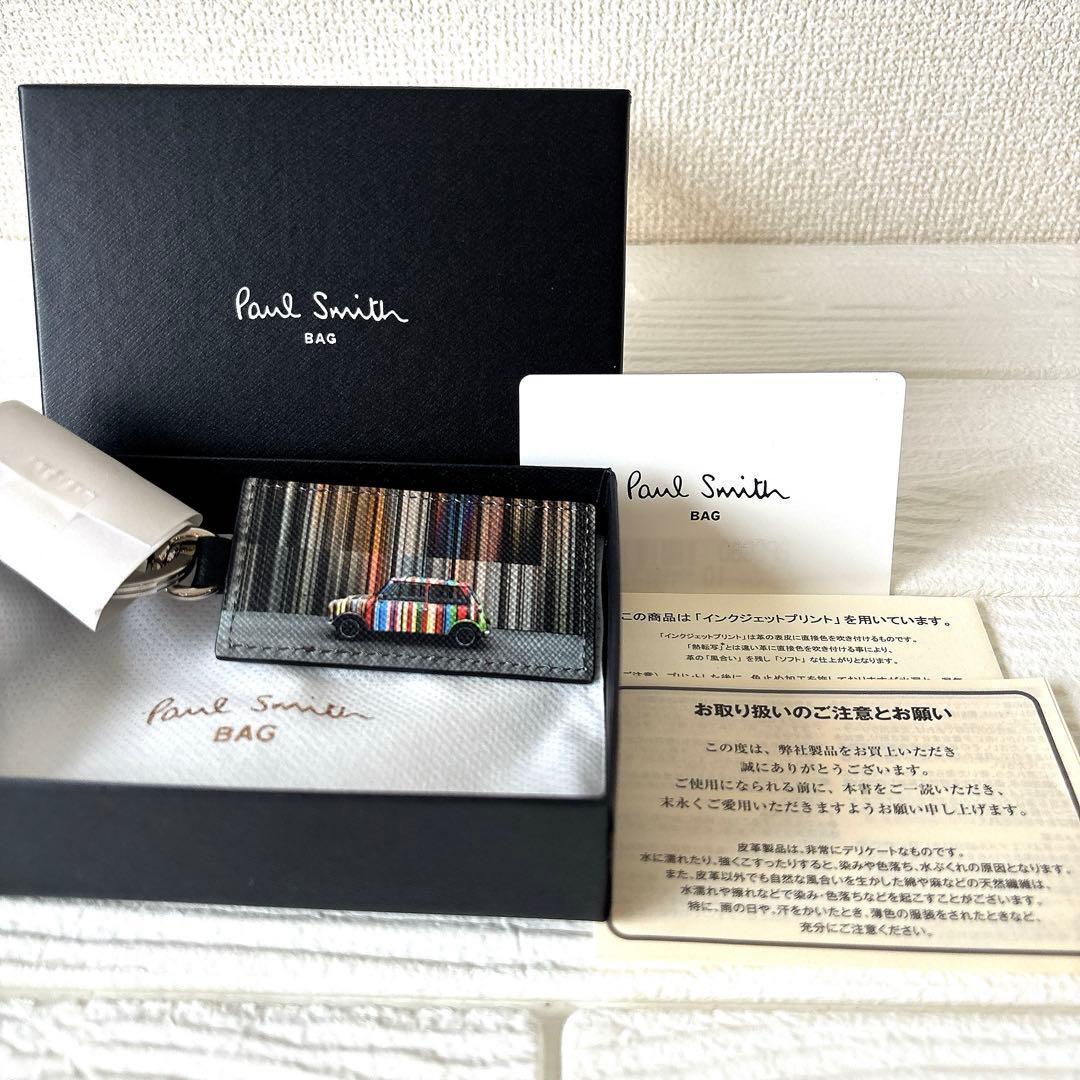 Paul Smith
BAG
Paul Smith
BAG
Paul Smith
BAG
この商品は「インクジェットプリント」を用いています。
「インクジェットプリント」は革の表皮に直接色を吹き付けるものです。
「熱転写」とは違い革に直接色を吹き付ける事により、
革の「風合い」を残し「ソフト」な仕上がりとなります。
お取り扱いのご注意とお願い
この度は、弊社製品をお買上いただき
誠にありがとうございます。
ご使用になられる前に、本書をご一読いただき、
末永くご愛用いただきますようお願い申し上げます。
皮革製品は、非常にデリケートなものです。
水に濡れたり、強くこすったりすると、染みや色落ち、水ぶくれの原因となります。
また、皮革以外でも自然な風合いを生かした綿や麻などの天然繊維は、
水濡れや擦れなどで染み・色落ちなどを起こすことがございます。
特に、雨の日や、汗をかいたとき、薄色の服装をされたときなど、
充分にご注意ください。